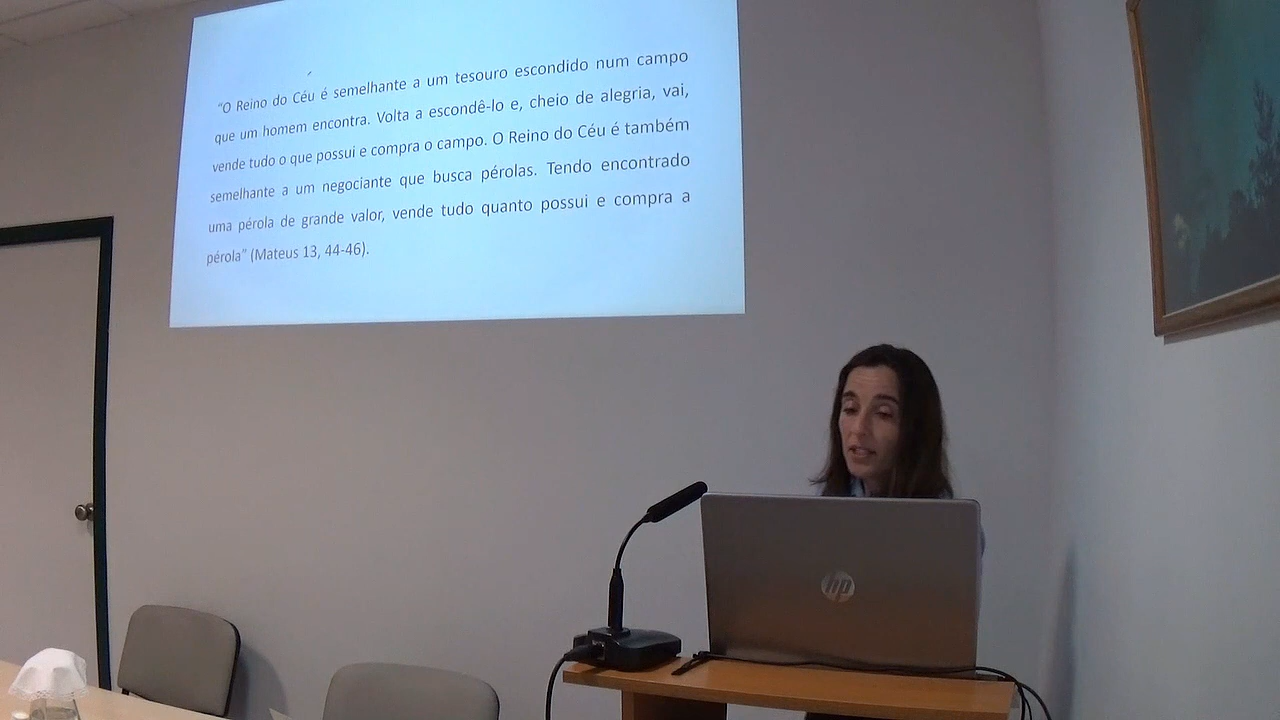 “O Reino do Céu é semelhante a um tesouro escondido num campo
que um homem encontra. Volta a escondê-lo e, cheio de alegria, vai,
vende tudo o que possui e compra o campo. O Reino do Céu é também
semelhante a um negociante que busca pérolas. Tendo encontrado
uma pérola de grande valor, vende tudo quanto possui e compra a
pérola” (Mateus 13, 44-46).
hp